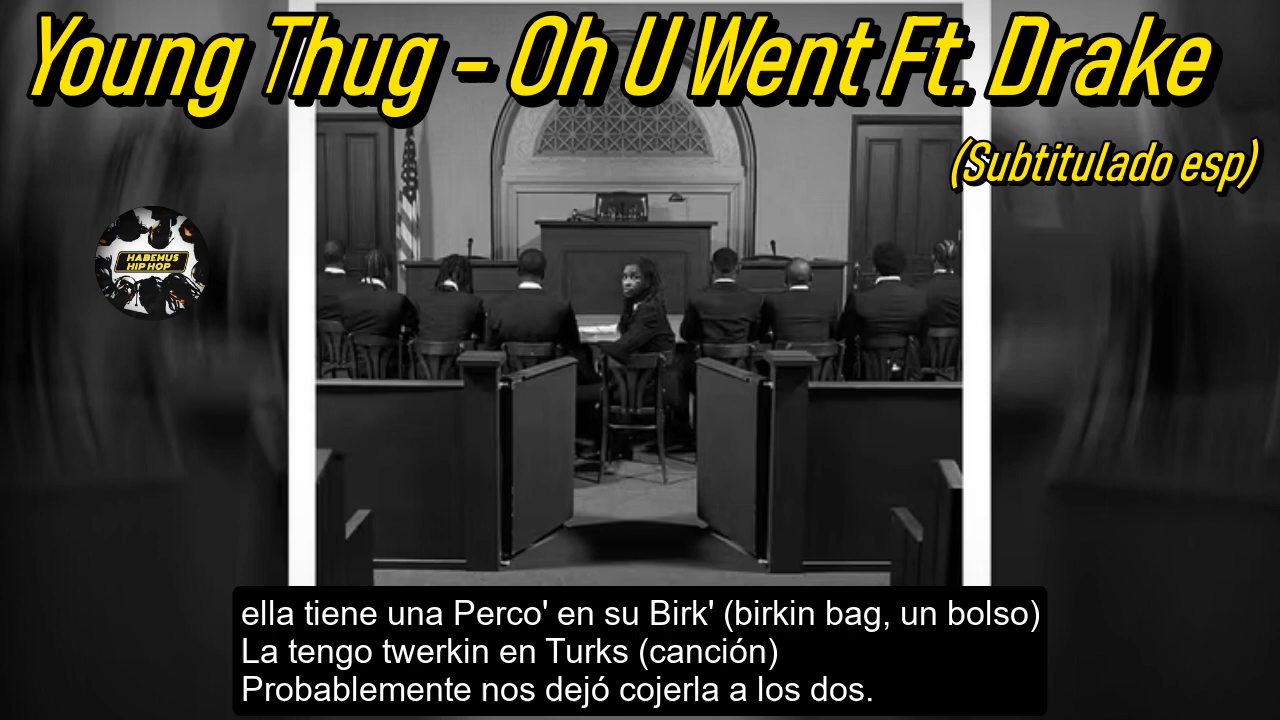 Young Thug - Oh U Went Ft. Drake
(Subtitulado esp)
HABEMUS
HIP HOP
ella tiene una Perco' en su Birk' (birkin bag, un bolso)
La tengo twerkin en Turks (canción)
Probablemente nos dejó cojerla a los dos.